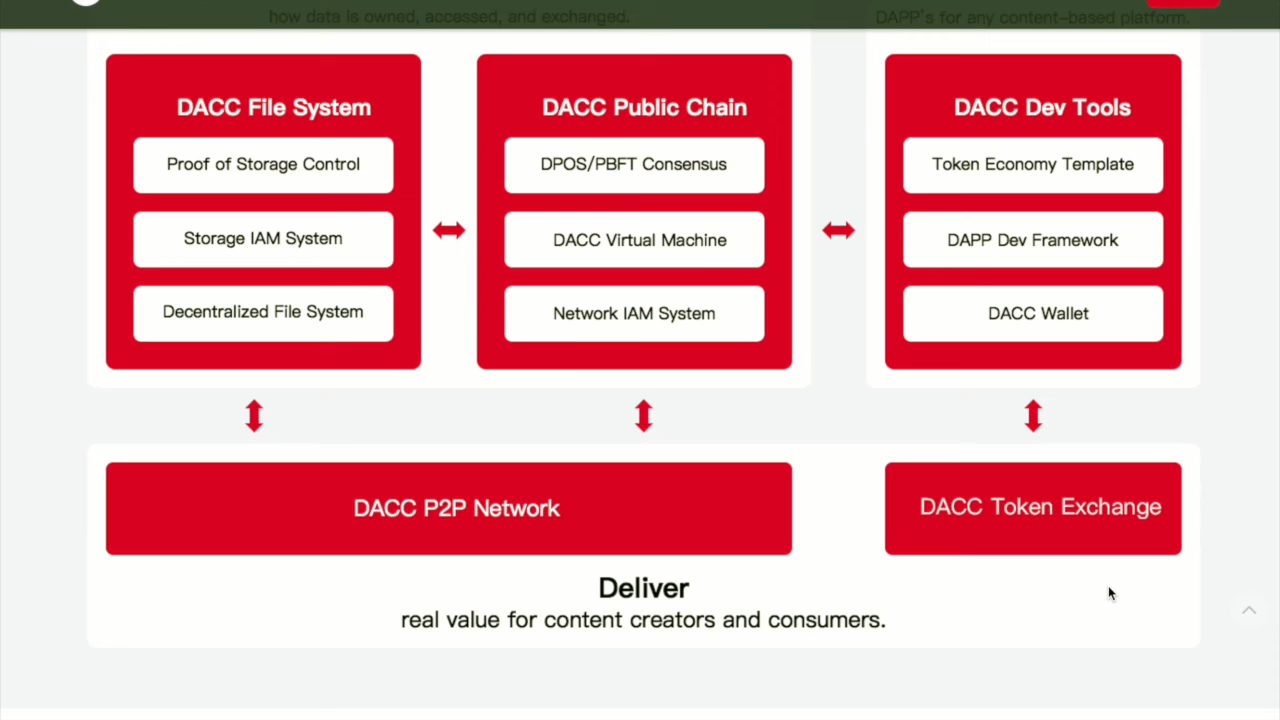 how data is owned, accessed, and exchanged.
DAPP's for any content-based platform.
DACC File System
Proof of Storage Control
Storage IAM System
Decentralized File System
DACC Public Chain
DPOS/PBFT Consensus
DACC Virtual Machine
Network IAM System
DACC Dev Tools
Token Economy Template
DAPP Dev Framework
DACC Wallet
DACC P2P Network
DACC Token Exchange
Deliver
real value for content creators and consumers.